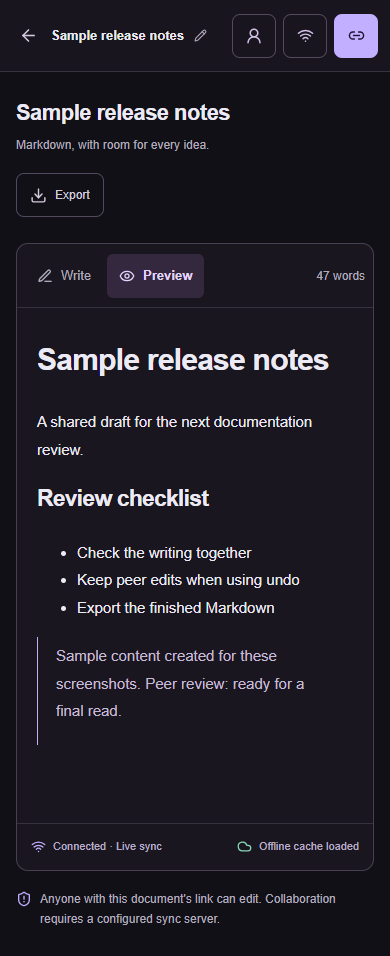 Sample release notes
Sample release notes
Markdown, with room for every idea.
Export
Write
Preview
47 words
Sample release notes
A shared draft for the next documentation
review.
Review checklist
Check the writing together
Keep peer edits when using undo
Export the finished Markdown
Sample content created for these
screenshots. Peer review: ready for a
final read.
Connected · Live sync
Offline cache loaded
Anyone with this document's link can edit. Collaboration
requires a configured sync server.